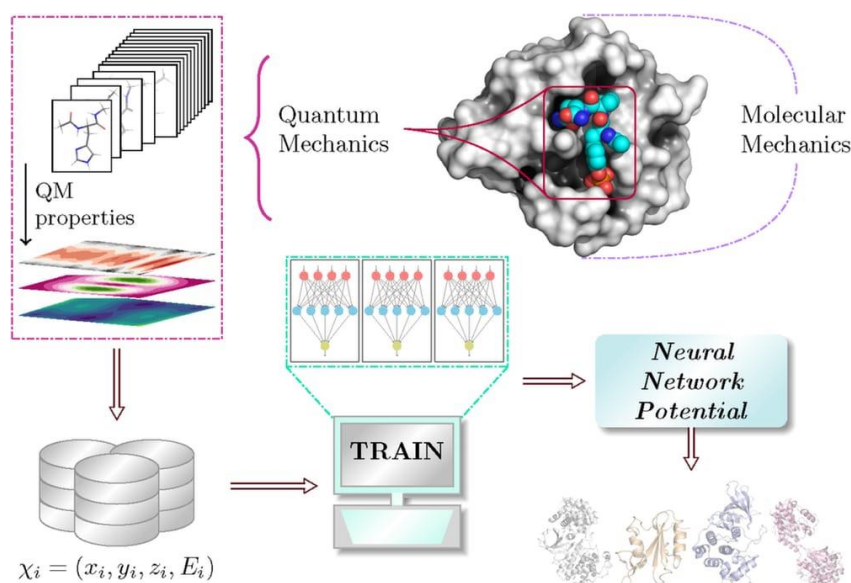 Quantum
Mechanics
Molecular
Mechanics
QM
properties
TRAIN
Neural
Network
Potential
χᵢ = (xᵢ, yᵢ, zᵢ, Eᵢ)